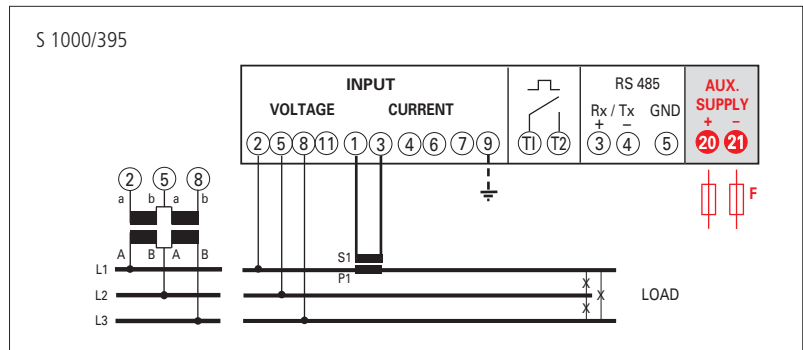 S 1000/395
INPUT
VOLTAGE CURRENT
RS 485
Rx / Tx GND
+ −
AUX.
SUPPLY
+ −
2 5 8 11 1 3 4 6 7 9 T1 T2 3 4 5 20 21
F
2 5 8
a b a b
A B A B
S1
P1
L1
L2
L3
X
X
X
LOAD